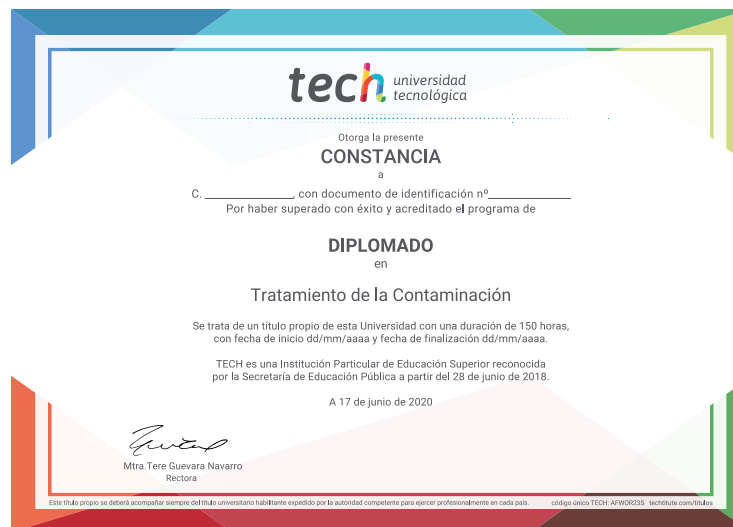 tech universidad
tecnológica
Otorga la presente
CONSTANCIA
a
C. ______________, con documento de identificación nº______________
Por haber superado con éxito y acreditado el programa de
DIPLOMADO
en
Tratamiento de la Contaminación
Se trata de un título propio de esta Universidad con una duración de 150 horas,
con fecha de inicio dd/mm/aaaa y fecha de finalización dd/mm/aaaa.
TECH es una Institución Particular de Educación Superior reconocida
por la Secretaría de Educación Pública a partir del 28 de junio de 2018.
A 17 de junio de 2020
Mtra.Tere Guevara Navarro
Rectora
Este título propio se deberá acompañar siempre del título universitario habilitante expedido por la autoridad competente para ejercer profesionalmente en cada país. código único TECH: AFWOR23S techtitute.com/titulos